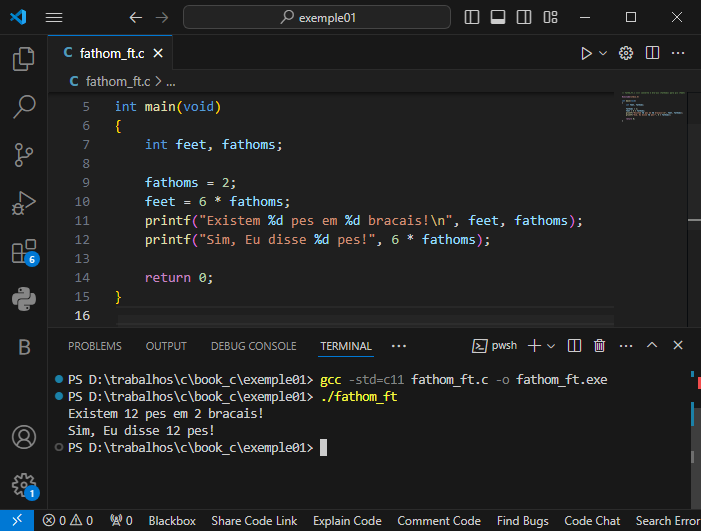 exemple01
C fathom_ft.c
C fathom_ft.c > ...
5 int main(void)
6 {
7 int feet, fathoms;
8
9 fathoms = 2;
10 feet = 6 * fathoms;
11 printf("Existem %d pes em %d bracais!\n", feet, fathoms);
12 printf("Sim, Eu disse %d pes!", 6 * fathoms);
13
14 return 0;
15 }
16
PROBLEMS OUTPUT DEBUG CONSOLE TERMINAL ... pwsh
PS D:\trabalhos\c\book_c\exemple01> gcc -std=c11 fathom_ft.c -o fathom_ft.exe
PS D:\trabalhos\c\book_c\exemple01> ./fathom_ft
Existem 12 pes em 2 bracais!
Sim, Eu disse 12 pes!
PS D:\trabalhos\c\book_c\exemple01>
6
B
1
0 0 0 Blackbox Share Code Link Explain Code Comment Code Find Bugs Code Chat Search Error